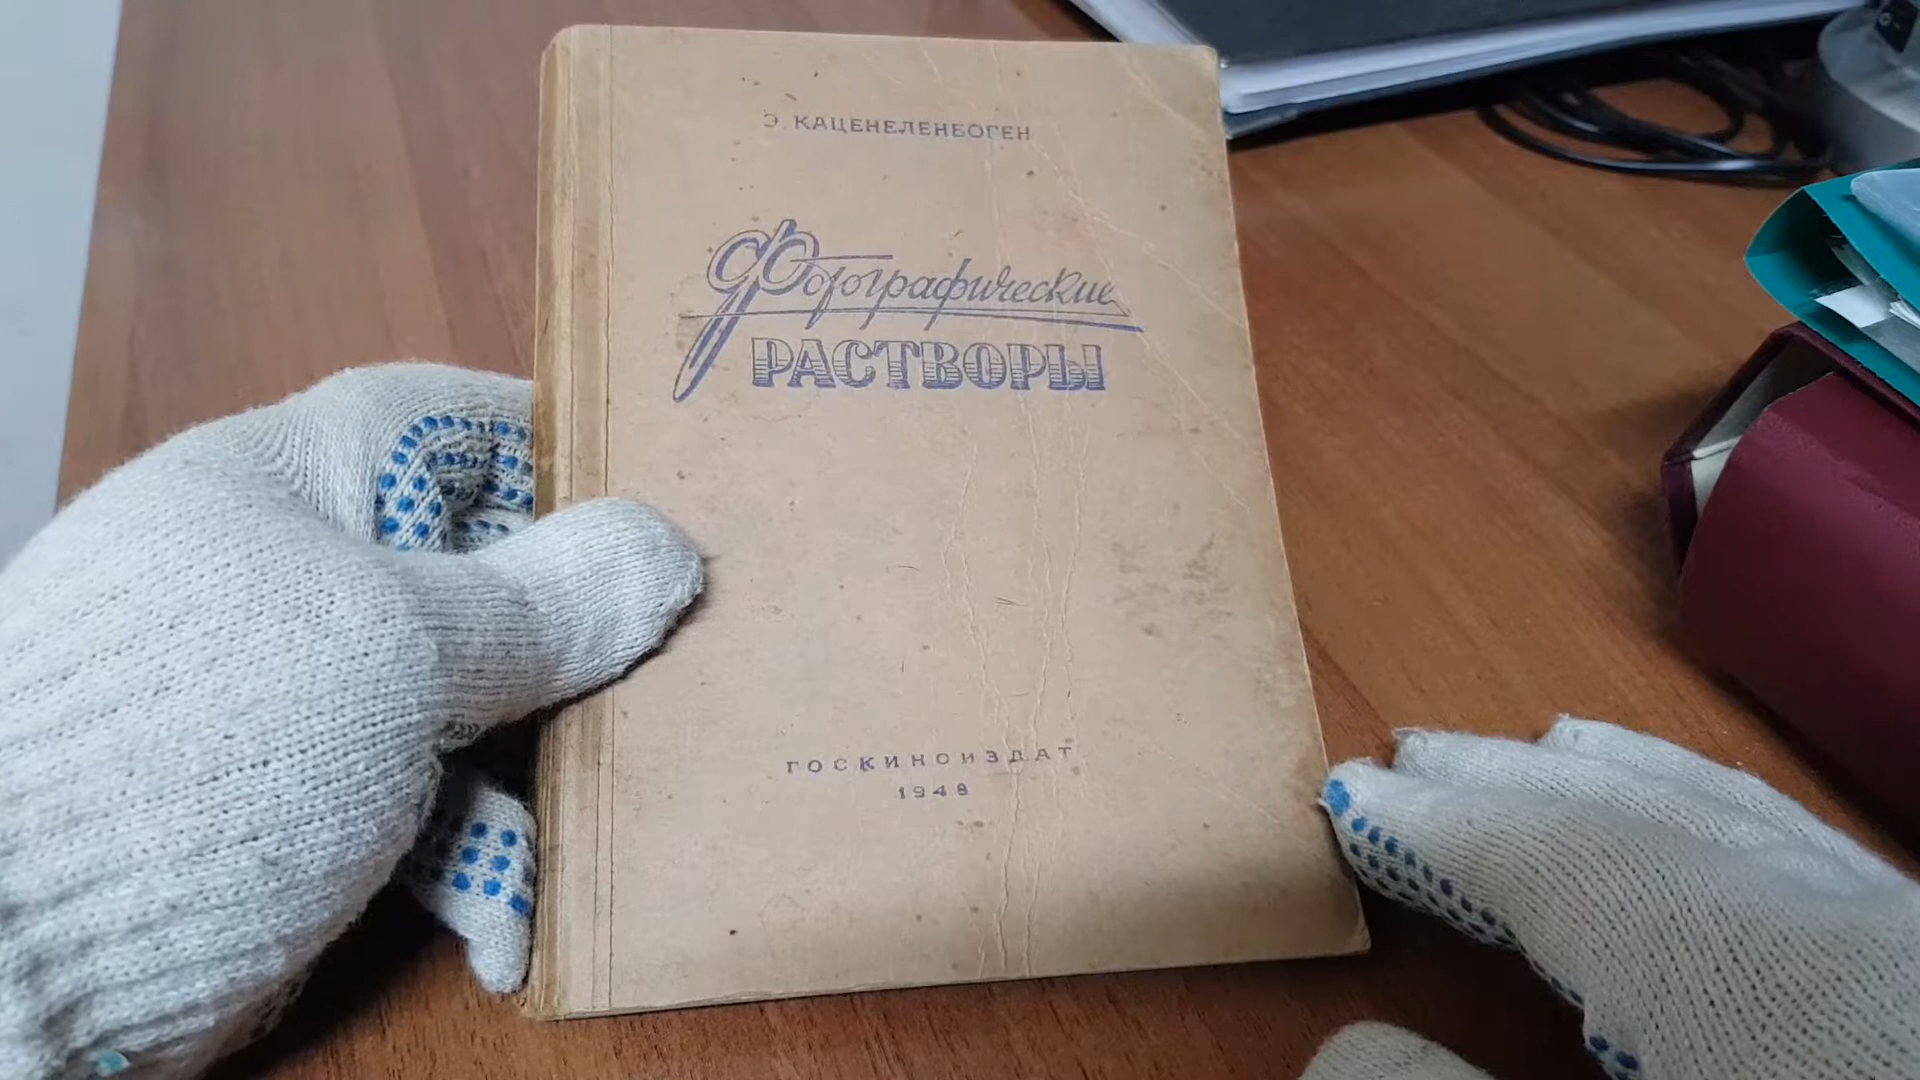 Э. КАЦЕНЕЛЕНБОГЕН
Фотографические
РАСТВОРЫ
ГОСКИНОИЗДАТ
1948